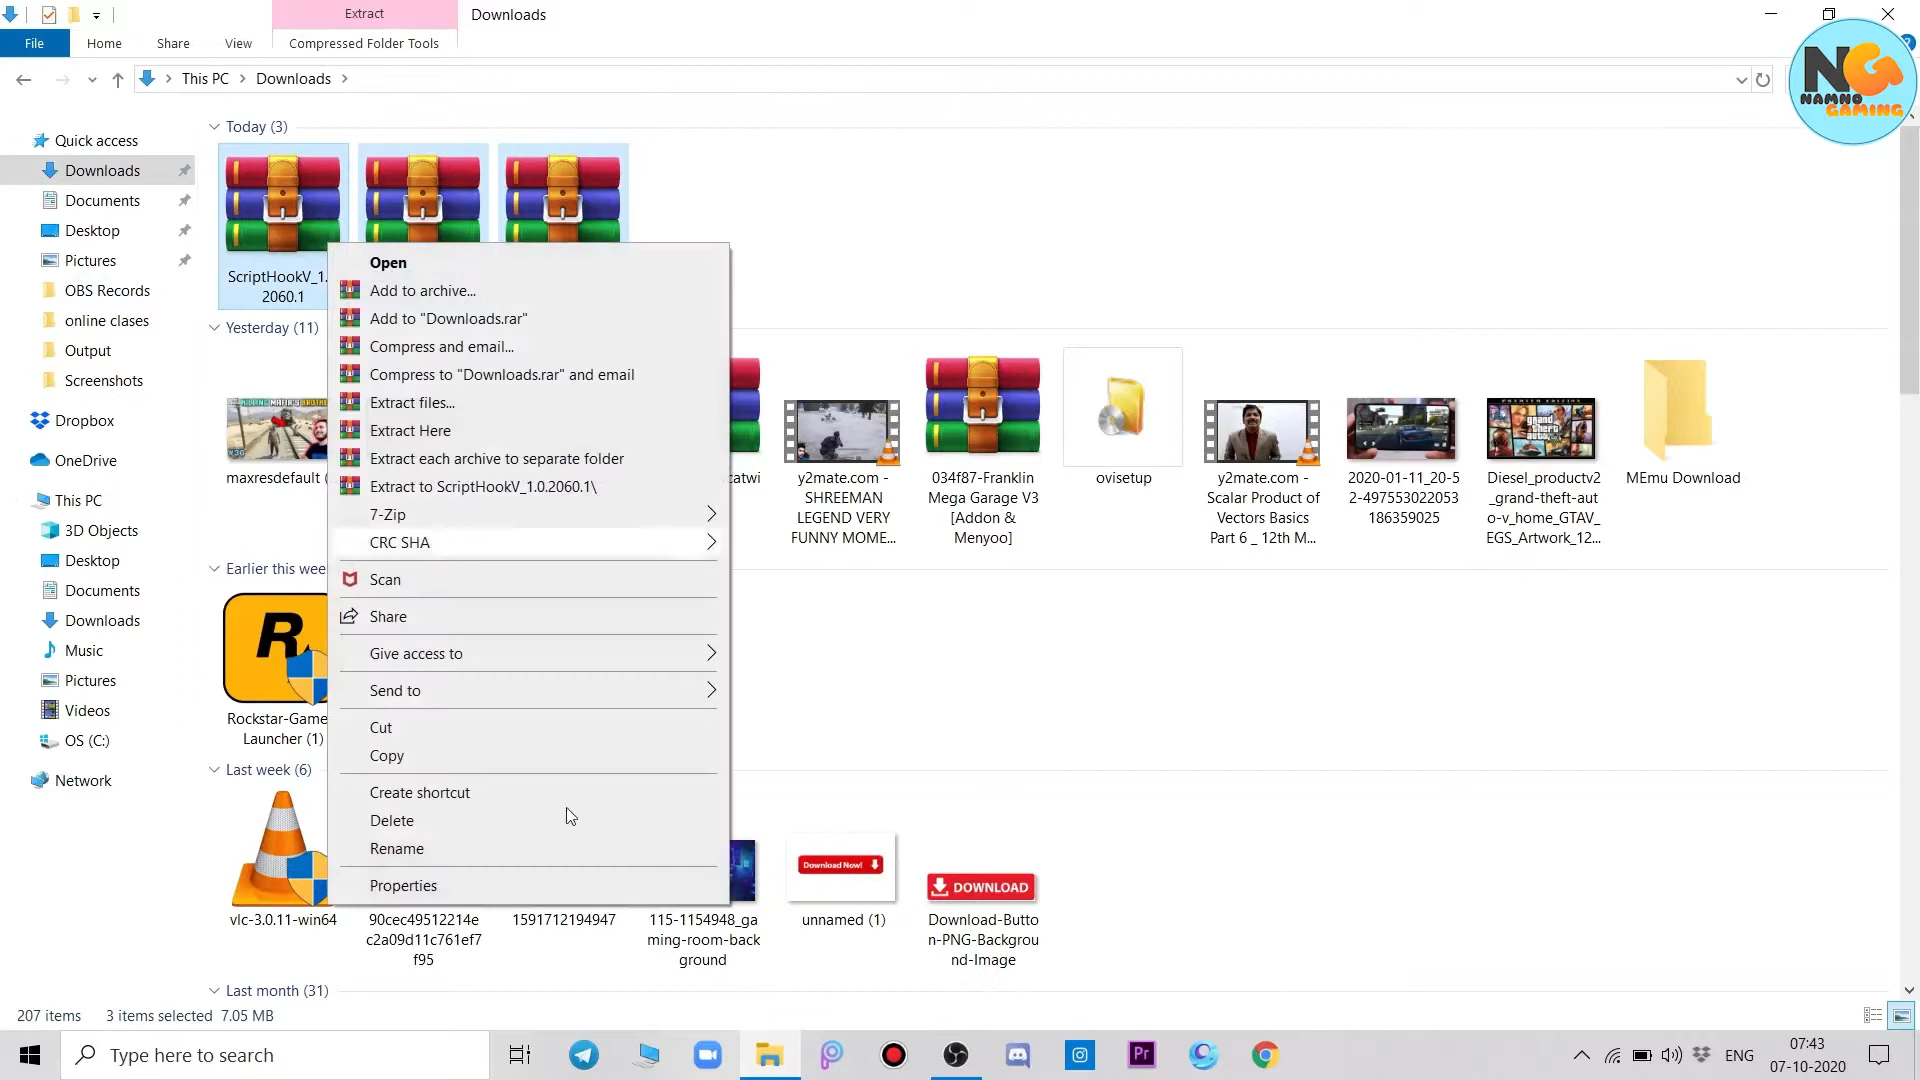 Extract
Downloads
File
Home
Share
View
Compressed Folder Tools
This PC
Downloads
NG
NAMNO
GAMING
Quick access
Downloads
Documents
Desktop
Pictures
OBS Records
online clases
Output
Screenshots
Dropbox
OneDrive
This PC
3D Objects
Desktop
Documents
Downloads
Music
Pictures
Videos
OS (C:)
Network
Today (3)
ScriptHookV_1.
2060.1
Open
Add to archive...
Add to "Downloads.rar"
Compress and email...
Compress to "Downloads.rar" and email
Extract files...
Extract Here
Extract each archive to separate folder
Extract to ScriptHookV_1.0.2060.1\
7-Zip
CRC SHA
Scan
Share
Give access to
Send to
Cut
Copy
Create shortcut
Delete
Rename
Properties
Yesterday (11)
maxresdefault (
catwi
y2mate.com -
SHREEMAN
LEGEND VERY
FUNNY MOME...
034f87-Franklin
Mega Garage V3
[Addon &
Menyoo]
ovisetup
y2mate.com -
Scalar Product of
Vectors Basics
Part 6 _ 12th M...
2020-01-11_20-5
2-497553022053
186359025
PREMIUM EDITION
grand
theft
auto
Diesel_productv2
_grand-theft-aut
o-v_home_GTAV_
EGS_Artwork_12...
MEmu Download
Earlier this wee
R
Rockstar-Game
Launcher (1)
Last week (6)
vlc-3.0.11-win64
90cec49512214e
c2a09d11c761ef7
f95
1591712194947
115-1154948_ga
ming-room-back
ground
Download Now!
unnamed (1)
DOWNLOAD
Download-Butto
n-PNG-Backgrou
nd-Image
Last month (31)
207 items
3 items selected 7.05 MB
Type here to search
Pr
ENG
07:43
07-10-2020